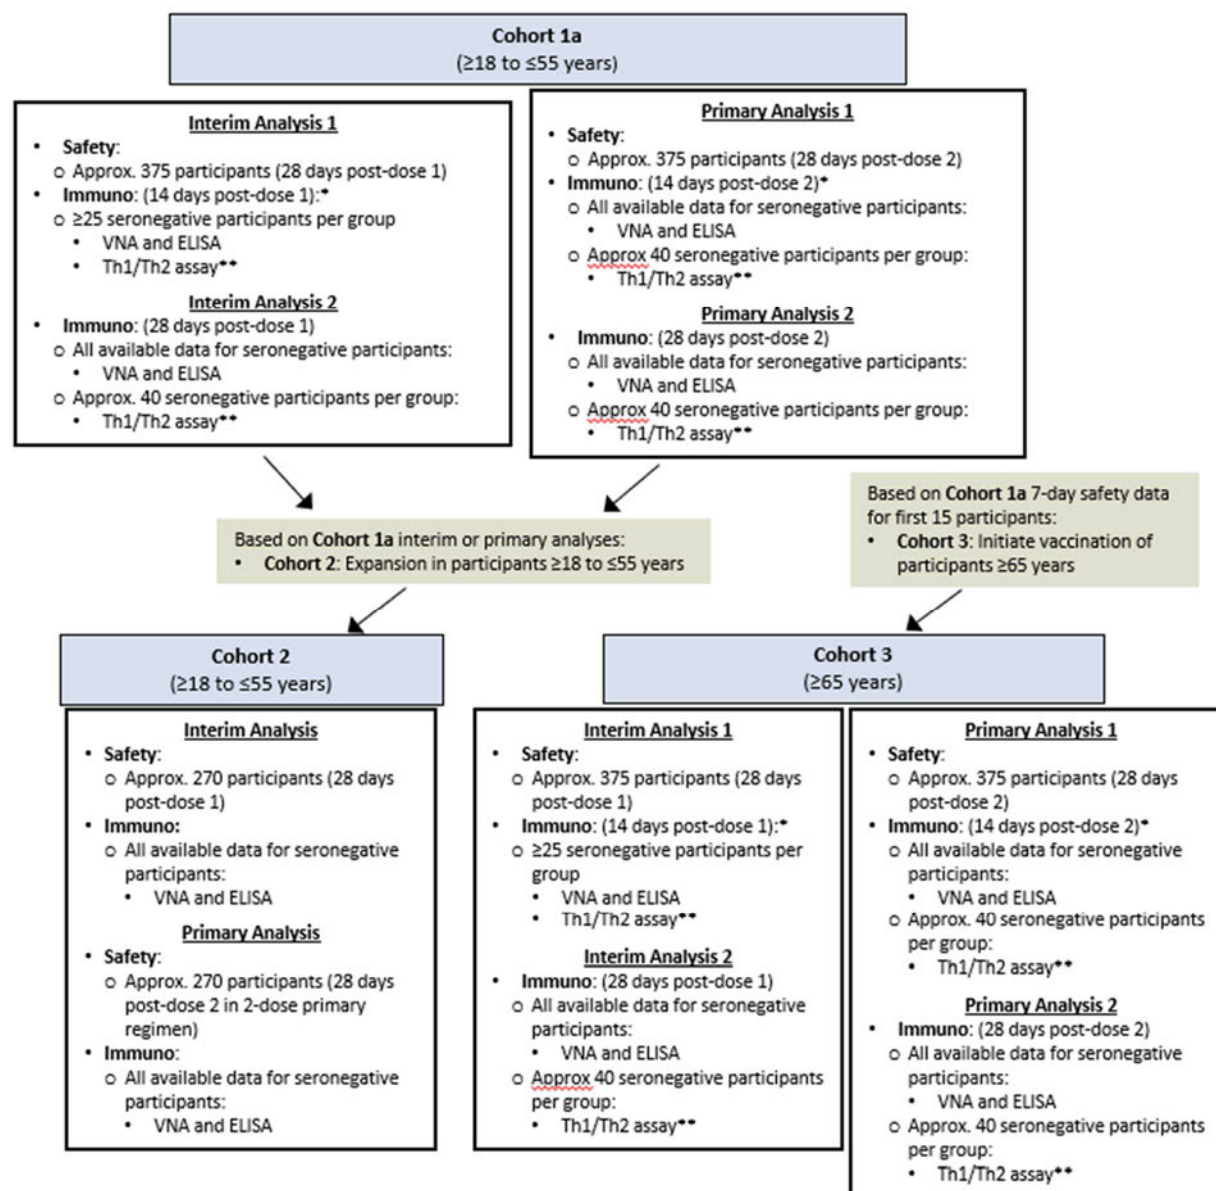 Cohort 1a
(≥18 to ≤55 years)
Interim Analysis 1
• Safety:
o Approx. 375 participants (28 days post-dose 1)
• Immuno: (14 days post-dose 1):*
o ≥25 seronegative participants per group
• VNA and ELISA
• Th1/Th2 assay**
Interim Analysis 2
• Immuno: (28 days post-dose 1)
o All available data for seronegative participants:
• VNA and ELISA
o Approx. 40 seronegative participants per group:
• Th1/Th2 assay**
Primary Analysis 1
• Safety:
o Approx. 375 participants (28 days post-dose 2)
• Immuno: (14 days post-dose 2)*
o All available data for seronegative participants:
• VNA and ELISA
o Approx 40 seronegative participants per group:
• Th1/Th2 assay**
Primary Analysis 2
• Immuno: (28 days post-dose 2)
o All available data for seronegative participants:
• VNA and ELISA
o Approx 40 seronegative participants per group:
• Th1/Th2 assay**
Based on Cohort 1a interim or primary analyses:
• Cohort 2: Expansion in participants ≥18 to ≤55 years
Based on Cohort 1a 7-day safety data
for first 15 participants:
• Cohort 3: Initiate vaccination of
participants ≥65 years
Cohort 2
(≥18 to ≤55 years)
Interim Analysis
• Safety:
o Approx. 270 participants (28 days
post-dose 1)
• Immuno:
o All available data for seronegative
participants:
• VNA and ELISA
Primary Analysis
• Safety:
o Approx. 270 participants (28 days
post-dose 2 in 2-dose primary
regimen)
• Immuno:
o All available data for seronegative
participants:
• VNA and ELISA
Cohort 3
(≥65 years)
Interim Analysis 1
• Safety:
o Approx. 375 participants (28 days
post-dose 1)
• Immuno: (14 days post-dose 1):*
o ≥25 seronegative participants per
group
• VNA and ELISA
• Th1/Th2 assay**
Interim Analysis 2
• Immuno: (28 days post-dose 1)
o All available data for seronegative
participants:
• VNA and ELISA
o Approx 40 seronegative participants
per group:
• Th1/Th2 assay**
Primary Analysis 1
• Safety:
o Approx. 375 participants (28 days
post-dose 2)
• Immuno: (14 days post-dose 2)*
o All available data for seronegative
participants:
• VNA and ELISA
o Approx. 40 seronegative participants
per group:
• Th1/Th2 assay**
Primary Analysis 2
• Immuno: (28 days post-dose 2)
o All available data for seronegative
participants:
• VNA and ELISA
o Approx. 40 seronegative participants
per group:
• Th1/Th2 assay**